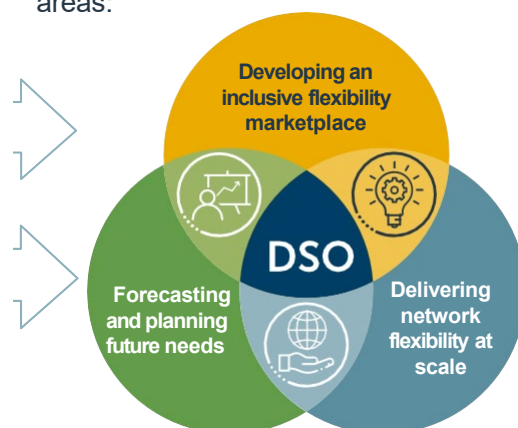 areas:
Developing an
inclusive flexibility
marketplace
DSO
Forecasting
and planning
future needs
Delivering
network
flexibility at
scale